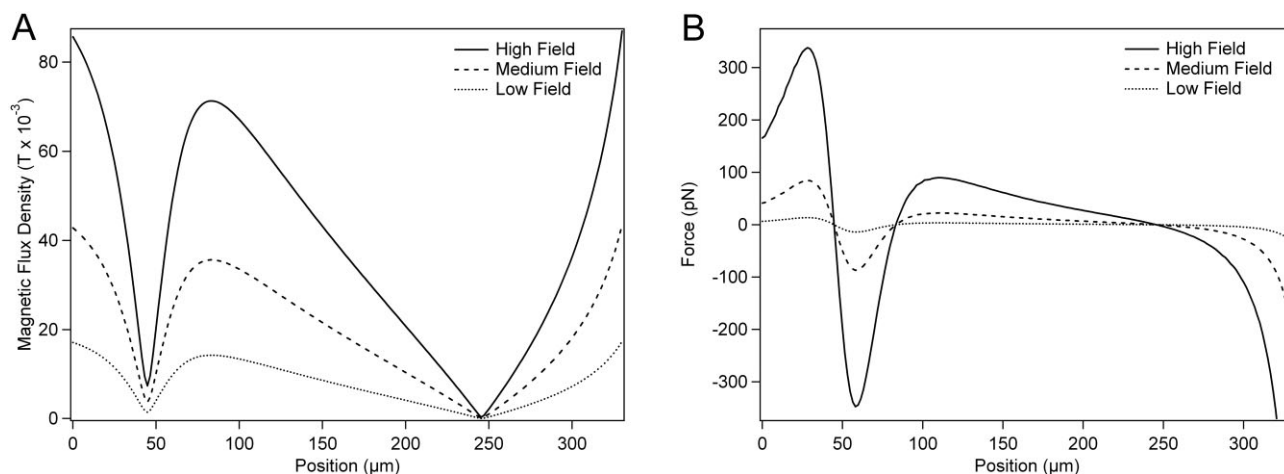 A
High Field
Medium Field
Low Field
Magnetic Flux Density (T x 10⁻³)
80
60
40
20
0
0 50 100 150 200 250 300
Position (µm)
B
High Field
Medium Field
Low Field
Force (pN)
300
200
100
0
-100
-200
-300
0 50 100 150 200 250 300
Position (µm)